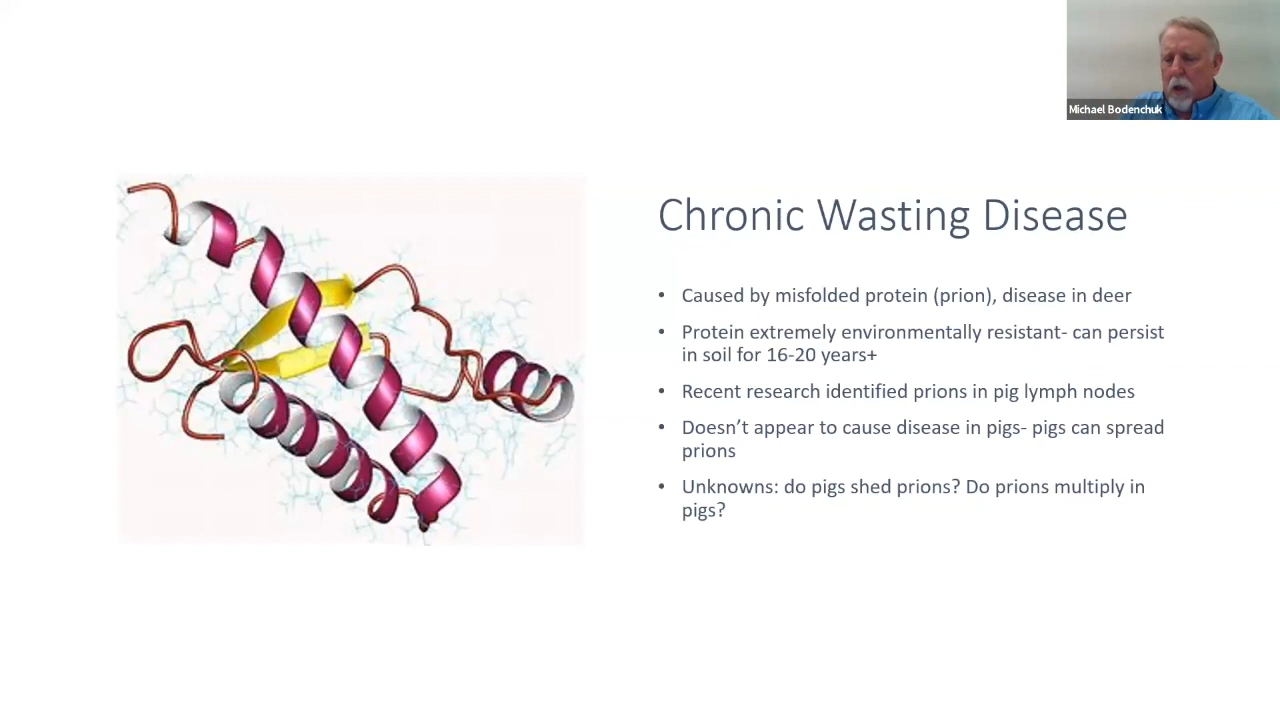 Michael Bodenchuk
Chronic Wasting Disease
• Caused by misfolded protein (prion), disease in deer
• Protein extremely environmentally resistant- can persist
in soil for 16-20 years+
• Recent research identified prions in pig lymph nodes
• Doesn't appear to cause disease in pigs- pigs can spread
prions
• Unknowns: do pigs shed prions? Do prions multiply in
pigs?